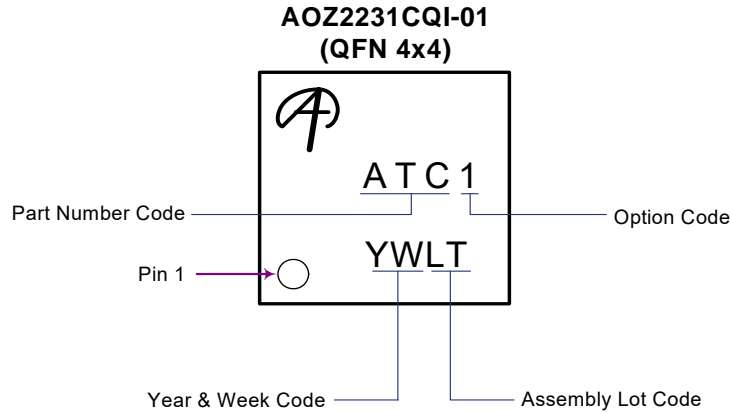 AOZ2231CQI-01
(QFN 4x4)
ATC1
Part Number Code
Option Code
YWLT
Pin 1
Year & Week Code
Assembly Lot Code